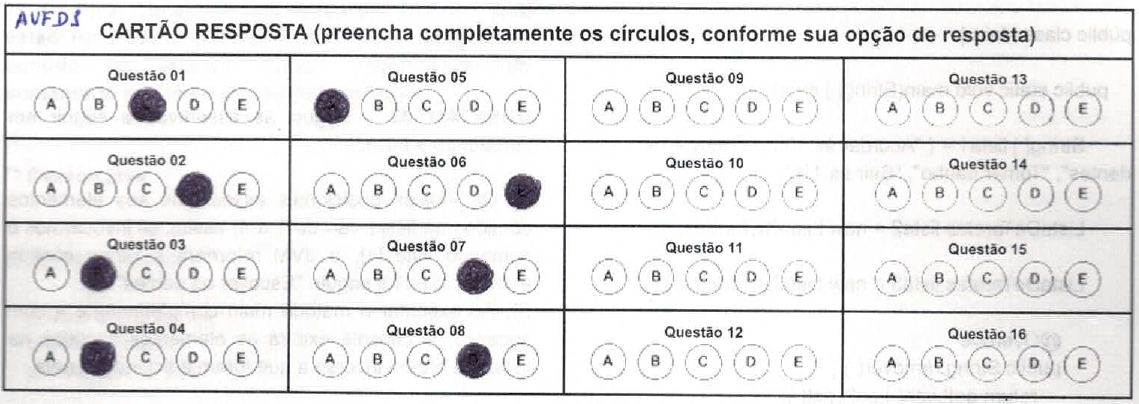 AVFDS
CARTÃO RESPOSTA (preencha completamente os círculos, conforme sua opção de resposta)
Questão 01
A B D E
Questão 02
A B C E
Questão 03
A C D E
Questão 04
A C D E
Questão 05
B C D E
Questão 06
A B C D
Questão 07
A B C E
Questão 08
A B C E
Questão 09
A B C D E
Questão 10
A B C D E
Questão 11
A B C D E
Questão 12
A B C D E
Questão 13
A B C D E
Questão 14
A B C D E
Questão 15
A B C D E
Questão 16
A B C D E